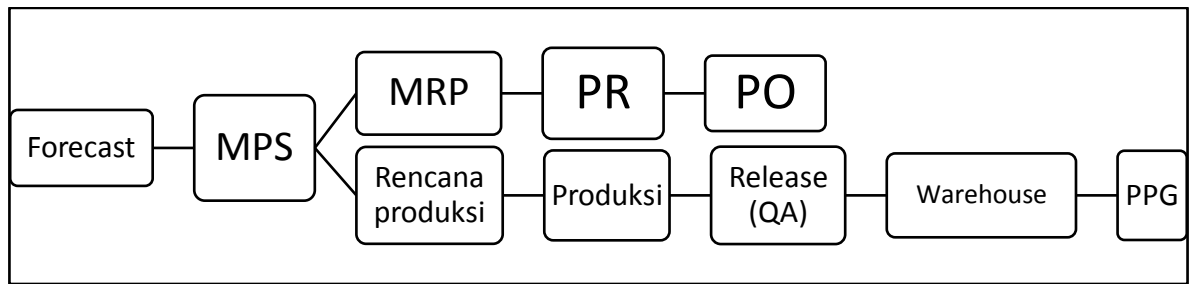 Forecast
MPS
MRP
PR
PO
Rencana
produksi
Produksi
Release
(QA)
Warehouse
PPG